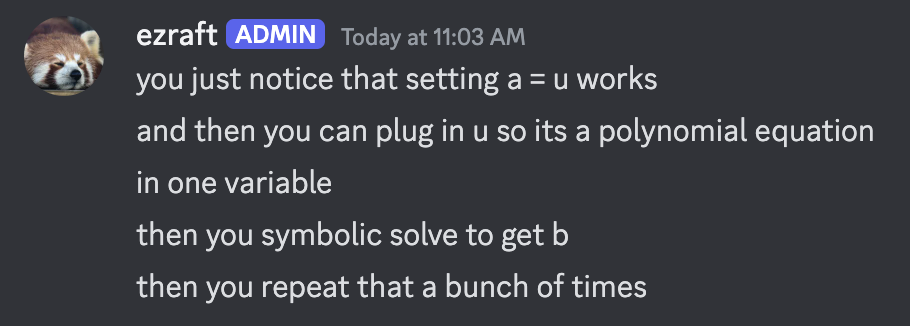 ezraft ADMIN Today at 11:03 AM
you just notice that setting a = u works
and then you can plug in u so its a polynomial equation
in one variable
then you symbolic solve to get b
then you repeat that a bunch of times